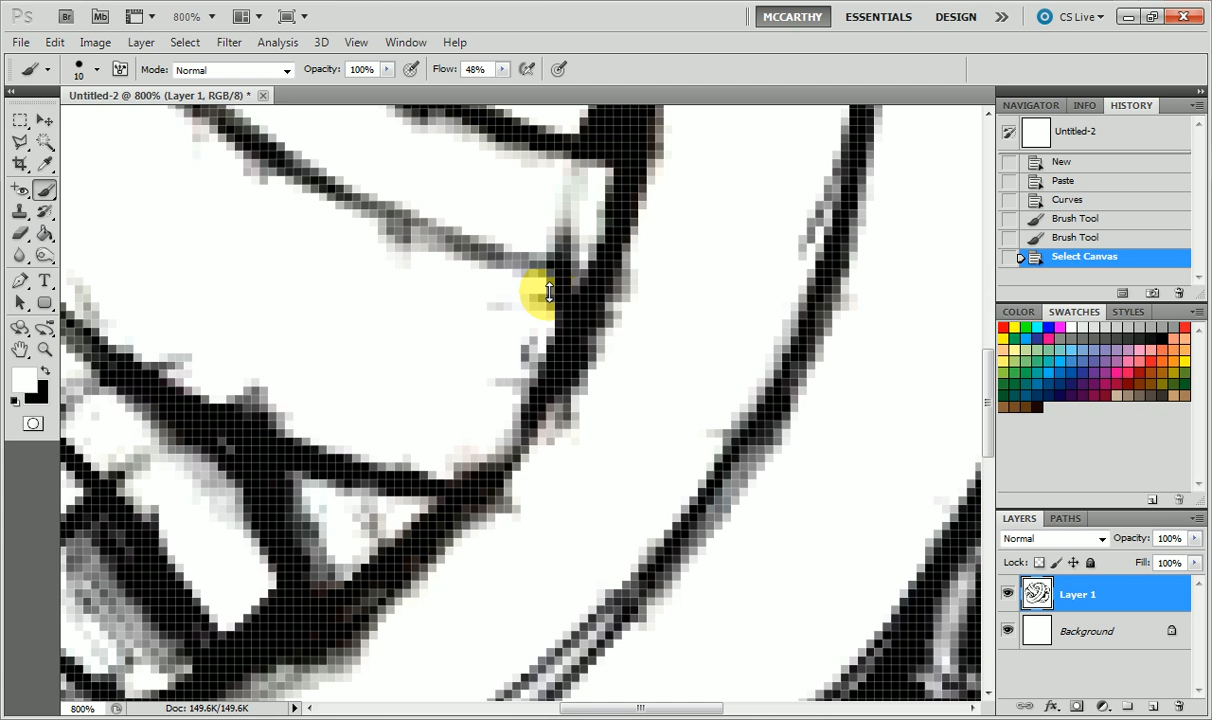 Ps Br Mb 800% MCCARTHY ESSENTIALS DESIGN CS Live
File Edit Image Layer Select Filter Analysis 3D View Window Help
10 Mode: Normal Opacity: 100% Flow: 48%
Untitled-2 @ 800% (Layer 1, RGB/8) *
NAVIGATOR INFO HISTORY
Untitled-2
New
Paste
Curves
Brush Tool
Brush Tool
Select Canvas
COLOR SWATCHES STYLES
LAYERS PATHS
Normal Opacity: 100%
Lock: Fill: 100%
Layer 1
Background
800% Doc: 149.6K/149.6K